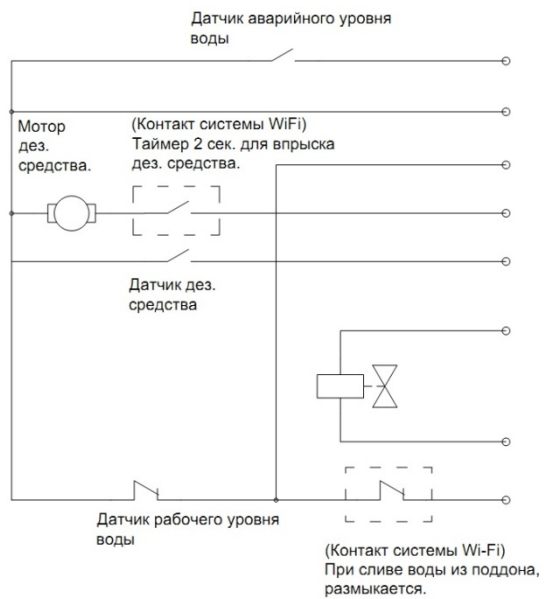 Датчик аварийного уровня
воды
Мотор
дез.
средства.
(Контакт системы WiFi)
Таймер 2 сек. для впрыска
дез. средства.
Датчик дез.
средства
Датчик рабочего уровня
воды
(Контакт системы Wi-Fi)
При сливе воды из поддона,
размыкается.